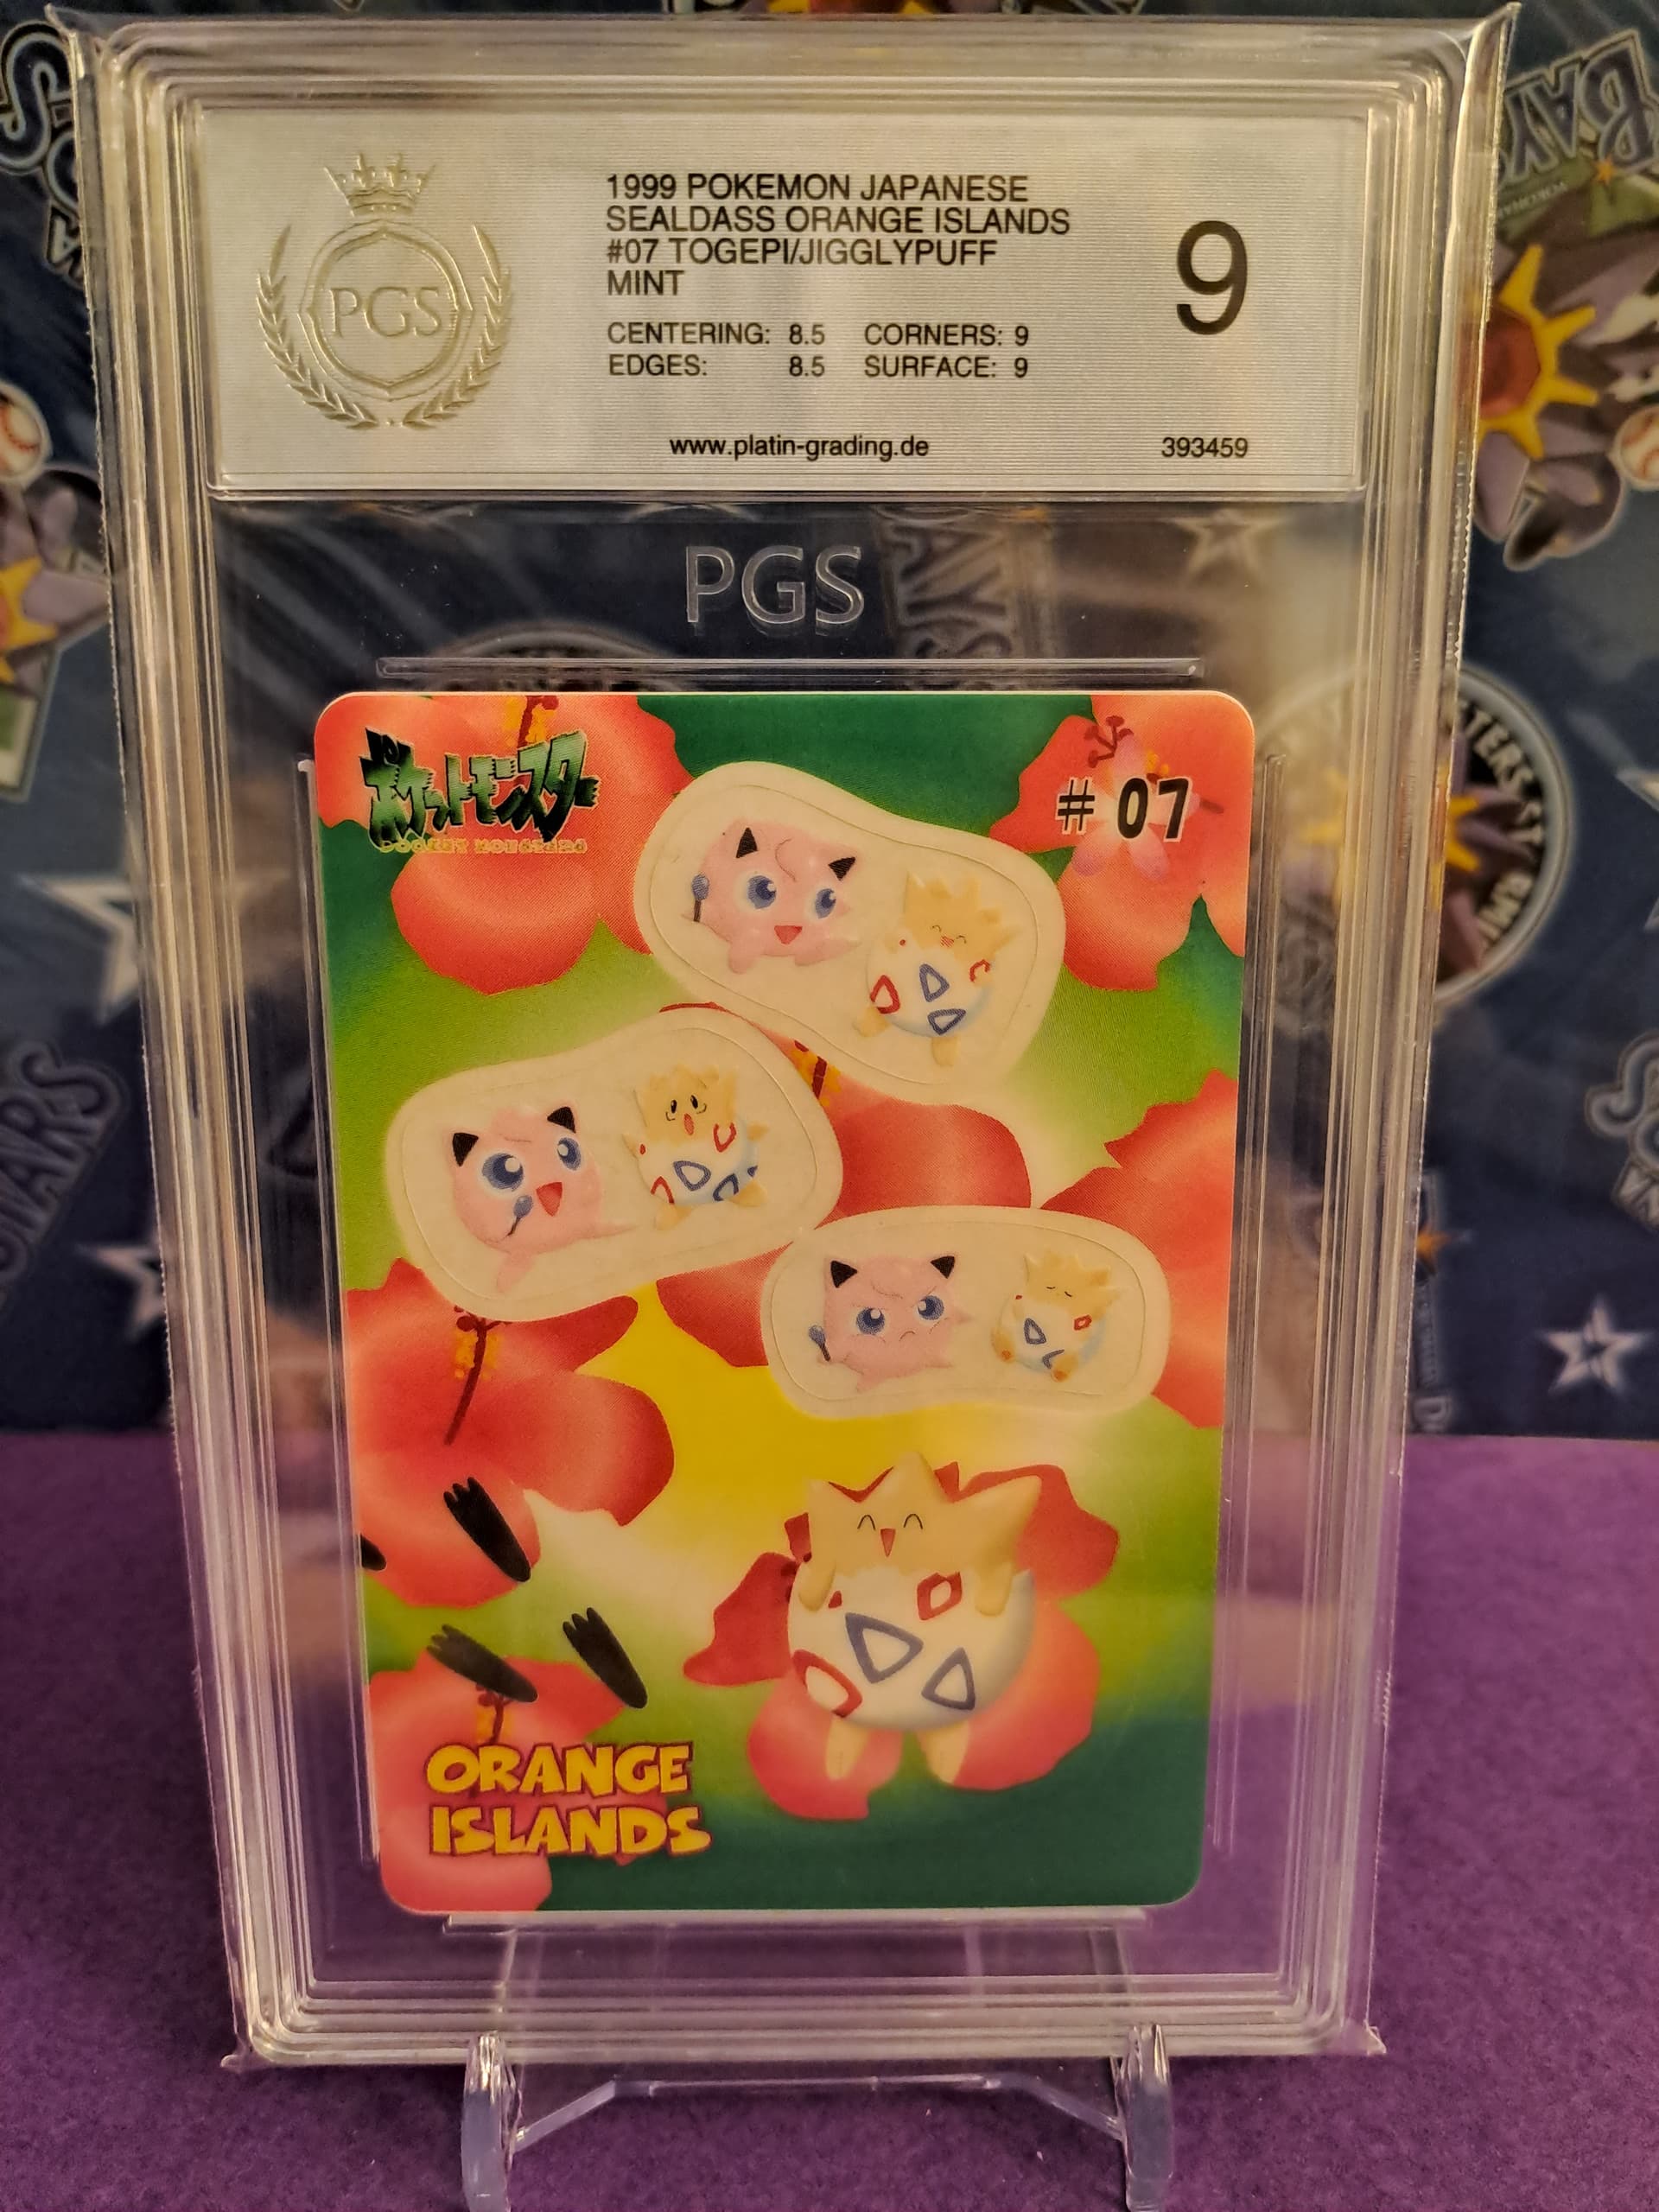 PGS
1999 POKEMON JAPANESE
SEALDASS ORANGE ISLANDS
#07 TOGEPI/JIGGLYPUFF
MINT
9
CENTERING: 8.5 CORNERS: 9
EDGES: 8.5 SURFACE: 9
www.platin-grading.de
393459
PGS
ポケットモンスター
POCKET MONSTERS
#07
ORANGE
ISLANDS